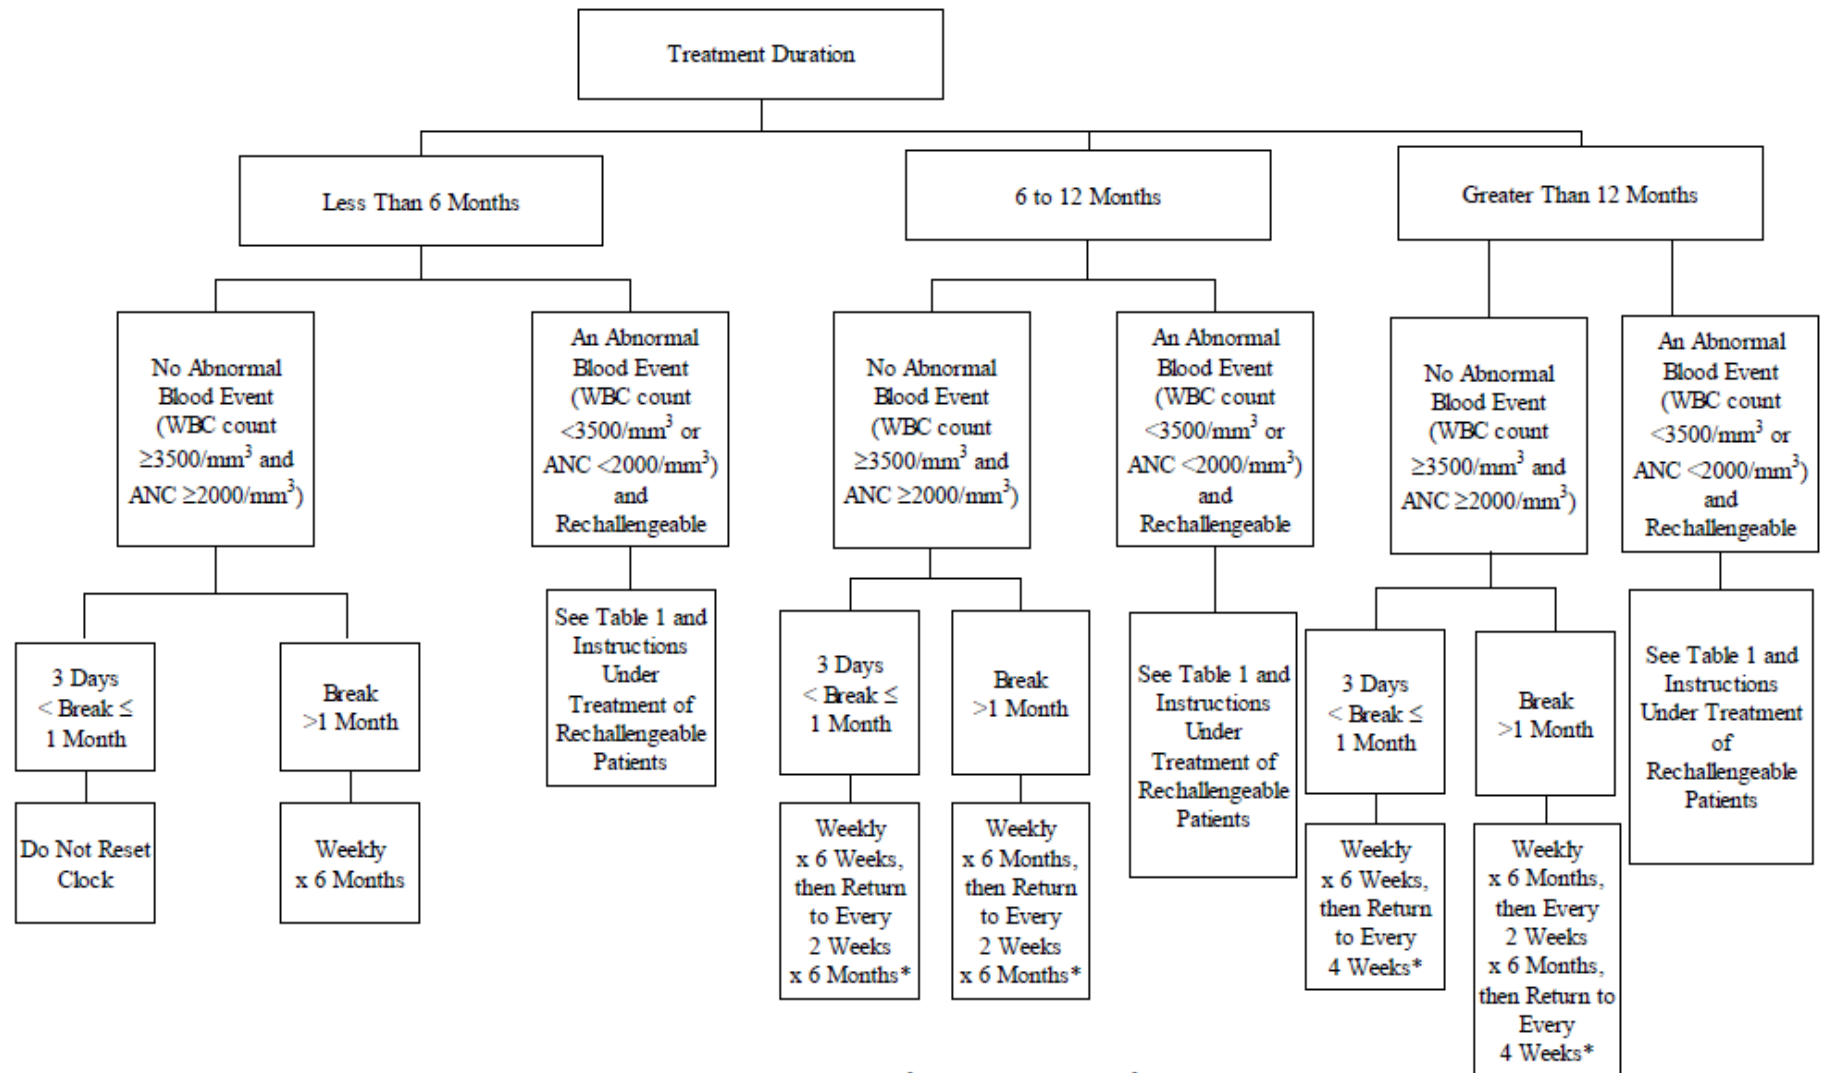 Treatment Duration
Less Than 6 Months
6 to 12 Months
Greater Than 12 Months
No Abnormal
Blood Event
(WBC count
≥3500/mm³ and
ANC ≥2000/mm³)
An Abnormal
Blood Event
(WBC count
<3500/mm³ or
ANC <2000/mm³)
and
Rechallengeable
No Abnormal
Blood Event
(WBC count
≥3500/mm³ and
ANC ≥2000/mm³)
An Abnormal
Blood Event
(WBC count
<3500/mm³ or
ANC <2000/mm³)
and
Rechallengeable
No Abnormal
Blood Event
(WBC count
≥3500/mm³ and
ANC ≥2000/mm³)
An Abnormal
Blood Event
(WBC count
<3500/mm³ or
ANC <2000/mm³)
and
Rechallengeable
3 Days
< Break ≤
1 Month
Break
>1 Month
See Table 1 and
Instructions
Under
Treatment of
Rechallengeable
Patients
3 Days
< Break ≤
1 Month
Break
>1 Month
See Table 1 and
Instructions
Under
Treatment of
Rechallengeable
Patients
3 Days
< Break ≤
1 Month
Break
>1 Month
See Table 1 and
Instructions
Under Treatment
of
Rechallengeable
Patients
Do Not Reset
Clock
Weekly
x 6 Months
Weekly
x 6 Weeks,
then Return
to Every
2 Weeks
x 6 Months*
Weekly
x 6 Months,
then Return
to Every
2 Weeks
x 6 Months*
Weekly
x 6 Weeks,
then Return
to Every
4 Weeks*
Weekly
x 6 Months,
then Every
2 Weeks
x 6 Months,
then Return to
Every
4 Weeks*